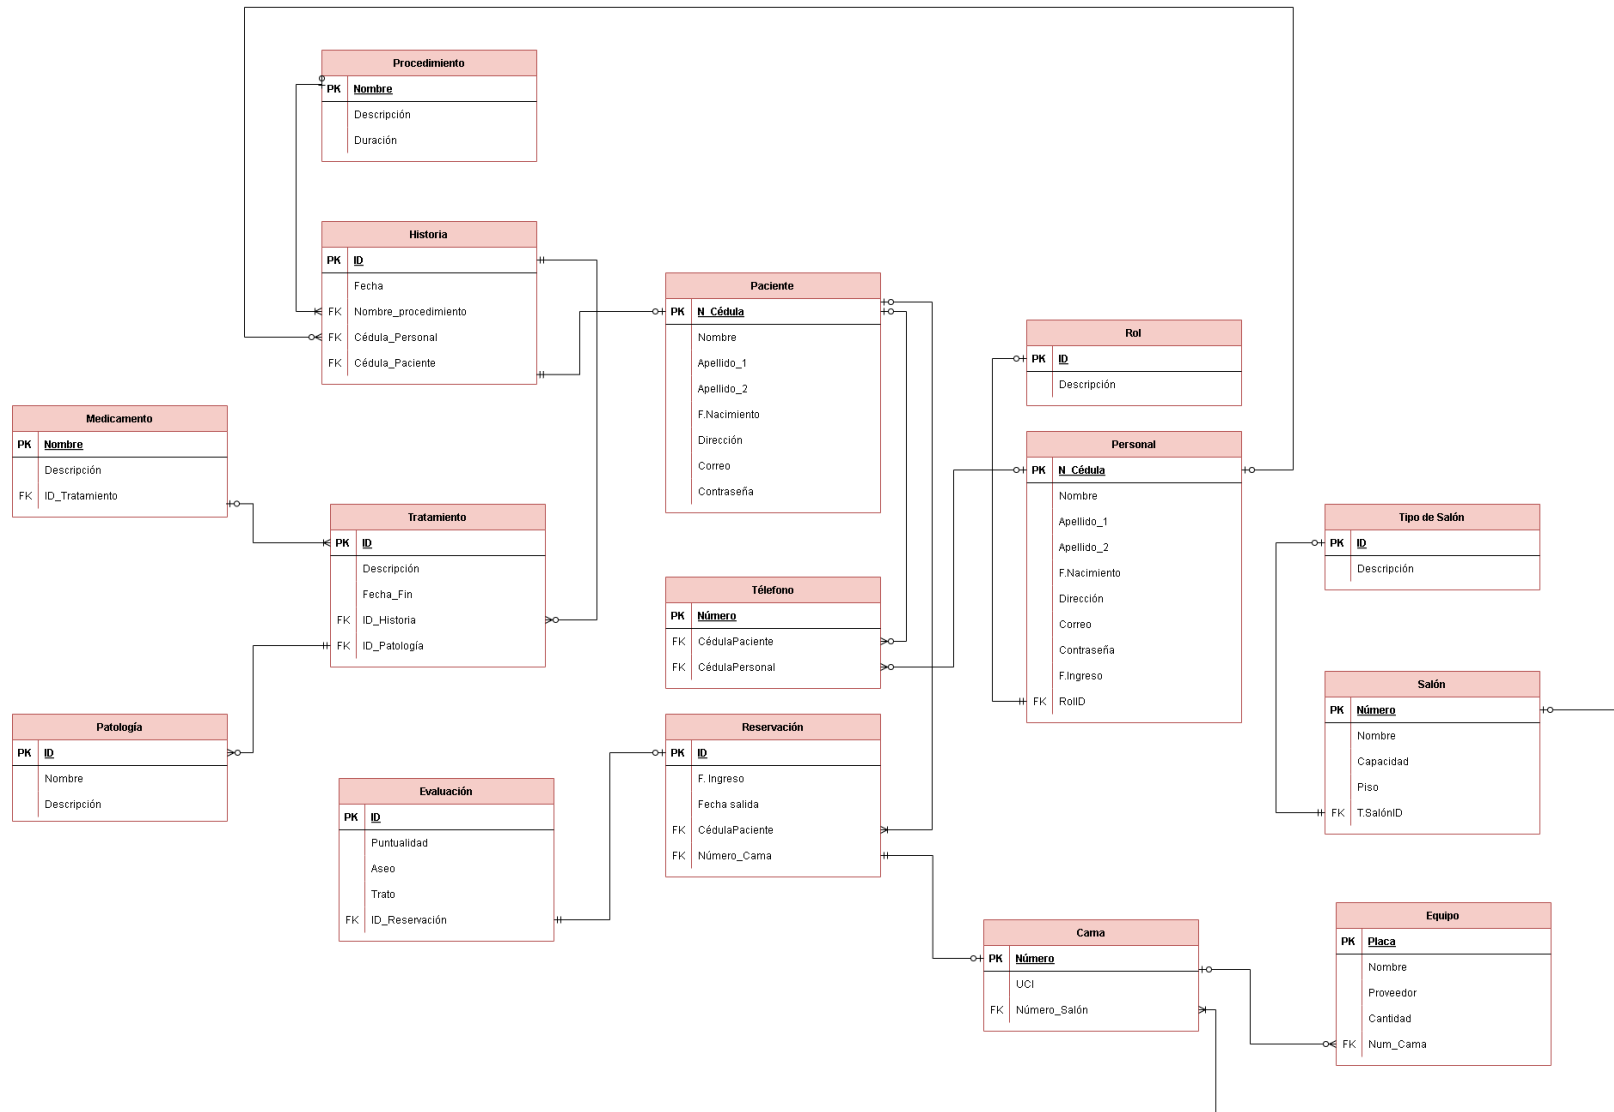 Procedimiento
PK Nombre
Descripción
Duración
Historia
PK ID
Fecha
FK Nombre_procedimiento
FK Cédula_Personal
FK Cédula_Paciente
Paciente
PK N_Cédula
Nombre
Apellido_1
Apellido_2
F.Nacimiento
Dirección
Correo
Contraseña
Rol
PK ID
Descripción
Medicamento
PK Nombre
Descripción
FK ID_Tratamiento
Personal
PK N_Cédula
Nombre
Apellido_1
Apellido_2
F.Nacimiento
Dirección
Correo
Contraseña
F.Ingreso
FK RolID
Tratamiento
PK ID
Descripción
Fecha_Fin
FK ID_Historia
FK ID_Patología
Tipo de Salón
PK ID
Descripción
Télefono
PK Número
FK CédulaPaciente
FK CédulaPersonal
Salón
PK Número
Nombre
Capacidad
Piso
FK T.SalónID
Patología
PK ID
Nombre
Descripción
Reservación
PK ID
F. Ingreso
Fecha salida
FK CédulaPaciente
FK Número_Cama
Evaluación
PK ID
Puntualidad
Aseo
Trato
FK ID_Reservación
Cama
PK Número
UCI
FK Número_Salón
Equipo
PK Placa
Nombre
Proveedor
Cantidad
FK Num_Cama